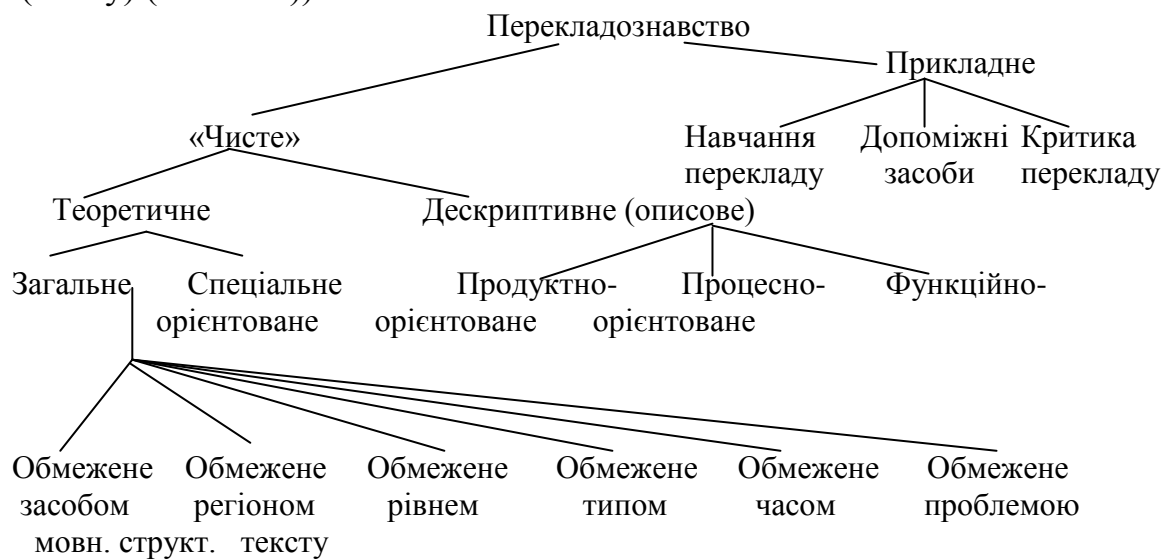 Перекладознавство
Прикладне
«Чисте» Навчання Допоміжні Критика
перекладу засоби перекладу
Теоретичне Дескриптивне (описове)
Загальне Спеціальне Продуктно- Процесно- Функційно-
орієнтоване орієнтоване орієнтоване
Обмежене Обмежене Обмежене Обмежене Обмежене Обмежене
засобом регіоном рівнем типом часом проблемою
мовн. структ. тексту